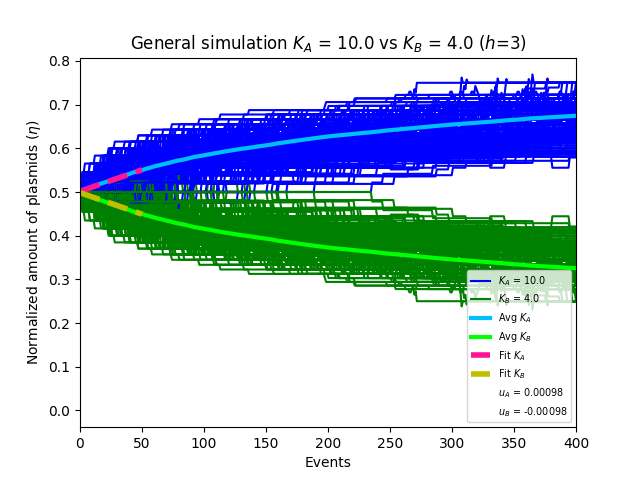 General simulation K_A = 10.0 vs K_B = 4.0 (h=3)
Normalized amount of plasmids (η)
0.8
0.7
0.6
0.5
0.4
0.3
0.2
0.1
0.0
K_A = 10.0
K_B = 4.0
Avg K_A
Avg K_B
Fit K_A
Fit K_B
u_A = 0.00098
u_B = -0.00098
0 50 100 150 200 250 300 350 400
Events